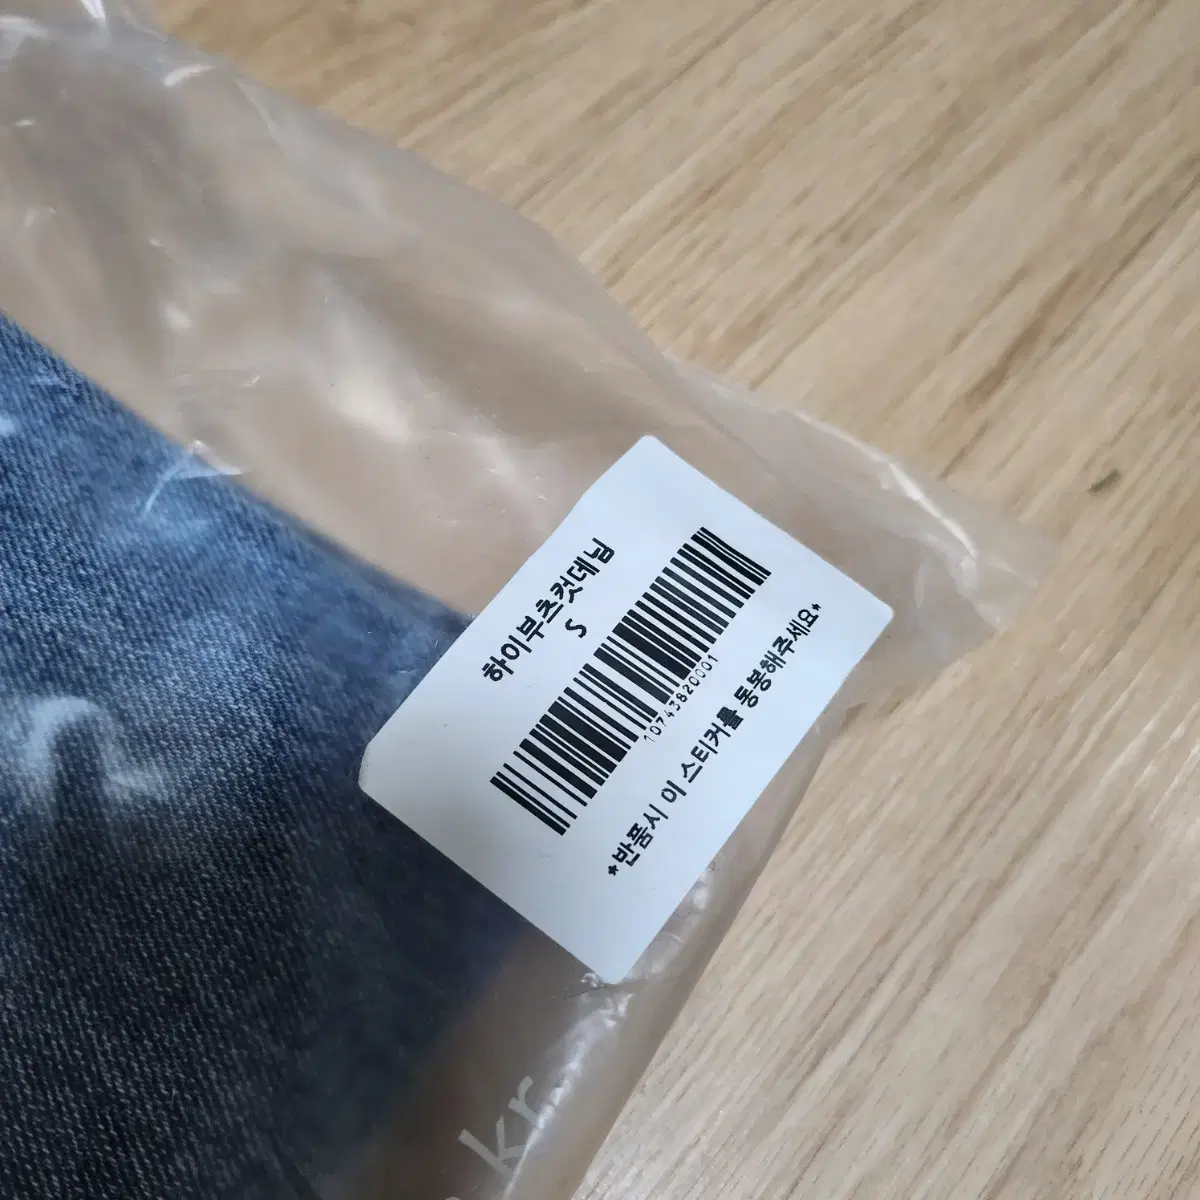 하이부츠컷데님
S
10743820001
*반품시 이 스티커를 동봉해주세요*
kr